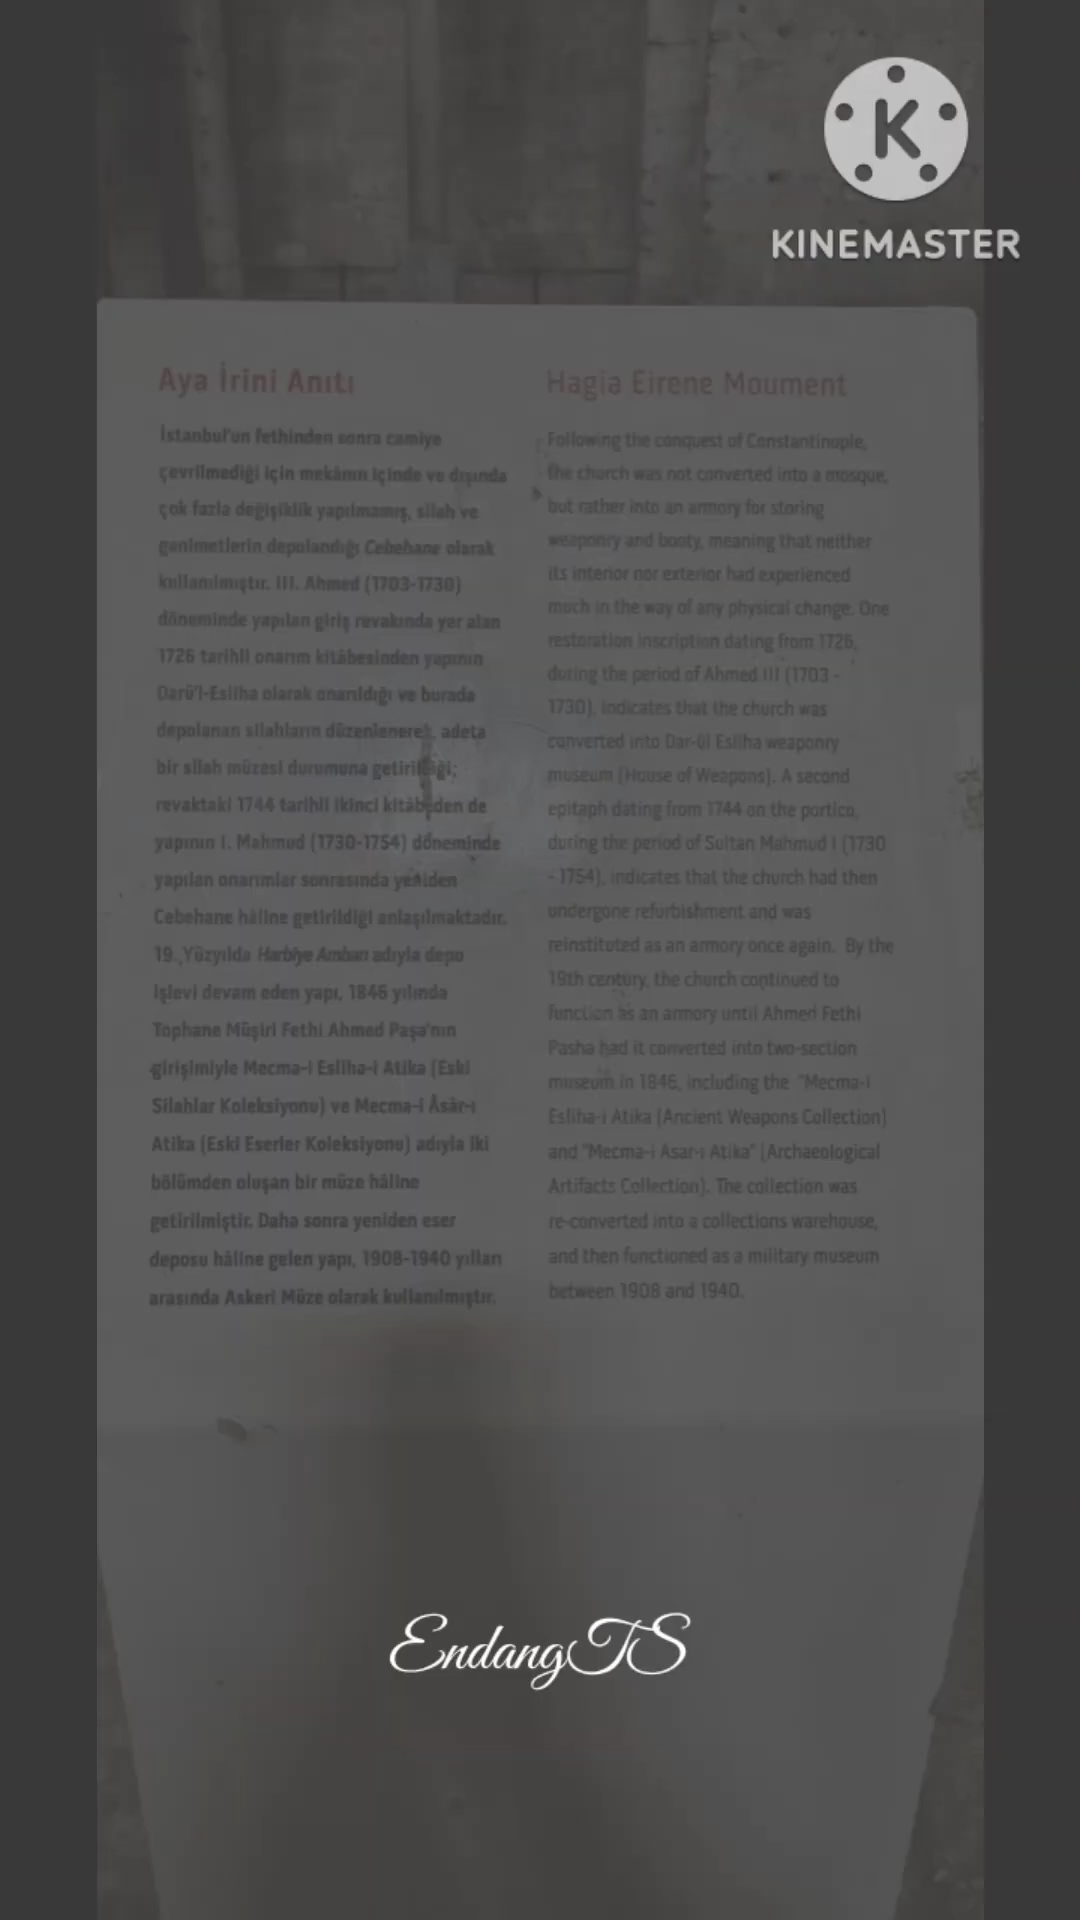 KINEMASTER
Aya İrini Anıtı
İstanbul'un fethinden sonra camiye
çevrilmediği için mekânın içinde ve dışında
çok fazla değişiklik yapılmamış, silah ve
ganimetlerin depolandığı Cebehane olarak
kullanılmıştır. III. Ahmed (1703-1730)
döneminde yapılan giriş revakında yer alan
1726 tarihli onarım kitâbesinden yapının
Darü'l-Esliha olarak onarıldığı ve burada
depolanan silahların düzenlenerek, adeta
bir silah müzesi durumuna getirildiği;
revaktaki 1744 tarihli ikinci kitâbeden de
yapının I. Mahmud (1730-1754) döneminde
yapılan onarımlar sonrasında yeniden
Cebehane hâline getirildiği anlaşılmaktadır.
19. Yüzyılda Harbiye Ambarı adıyla depo
işlevi devam eden yapı, 1846 yılında
Tophane Müşiri Fethi Ahmed Paşa'nın
girişimiyle Mecma-i Esliha-i Atika (Eski
Silahlar Koleksiyonu) ve Mecma-i Âsâr-ı
Atika (Eski Eserler Koleksiyonu) adıyla iki
bölümden oluşan bir müze hâline
getirilmiştir. Daha sonra yeniden eser
deposu hâline gelen yapı, 1908-1940 yılları
arasında Askeri Müze olarak kullanılmıştır.
Hagia Eirene Moument
Following the conquest of Constantinople,
the church was not converted into a mosque,
but rather into an armory for storing
weaponry and booty, meaning that neither
its interior nor exterior had experienced
much in the way of any physical change. One
restoration inscription dating from 1726,
during the period of Ahmed III (1703 -
1730), indicates that the church was
converted into Dar-ül Esliha weaponry
museum (House of Weapons). A second
epitaph dating from 1744 on the portico,
during the period of Sultan Mahmud I (1730
- 1754), indicates that the church had then
undergone refurbishment and was
reinstituted as an armory once again. By the
19th century, the church continued to
function as an armory until Ahmed Fethi
Pasha had it converted into two-section
museum in 1846, including the "Mecma-i
Esliha-i Atika (Ancient Weapons Collection)
and "Mecma-i Asar-ı Atika" (Archaeological
Artifacts Collection). The collection was
re-converted into a collections warehouse,
and then functioned as a military museum
between 1908 and 1940.
EndangTS